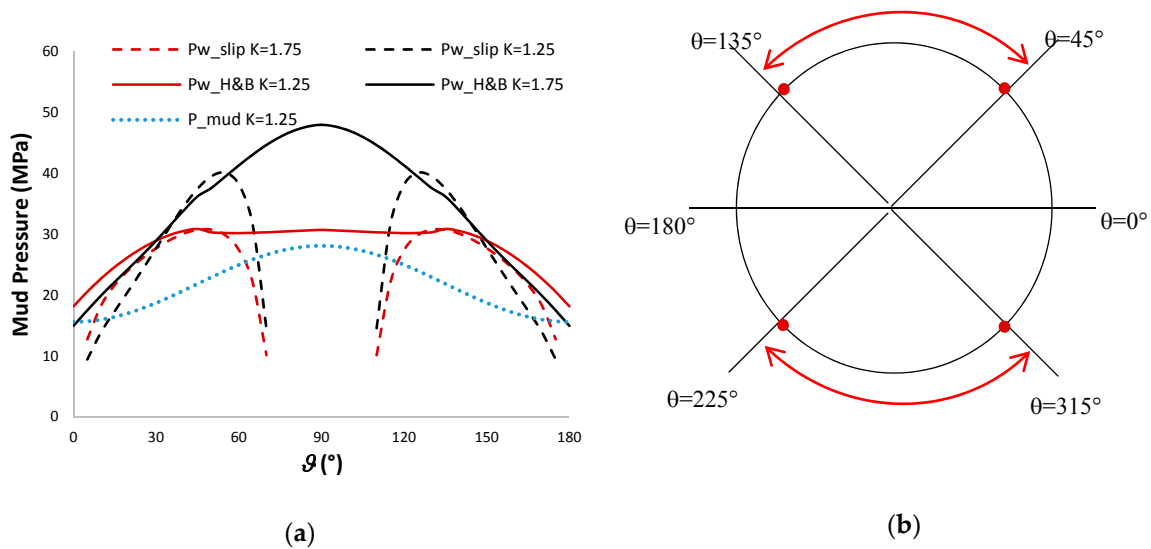 Pw_slip K=1.75
Pw_slip K=1.25
Pw_H&B K=1.25
Pw_H&B K=1.75
P_mud K=1.25
Mud Pressure (MPa)
60
50
40
30
20
10
0
0 30 60 90 120 150 180
ϑ (°)
(a)
θ=135°
θ=45°
θ=180°
θ=0°
θ=225°
θ=315°
(b)